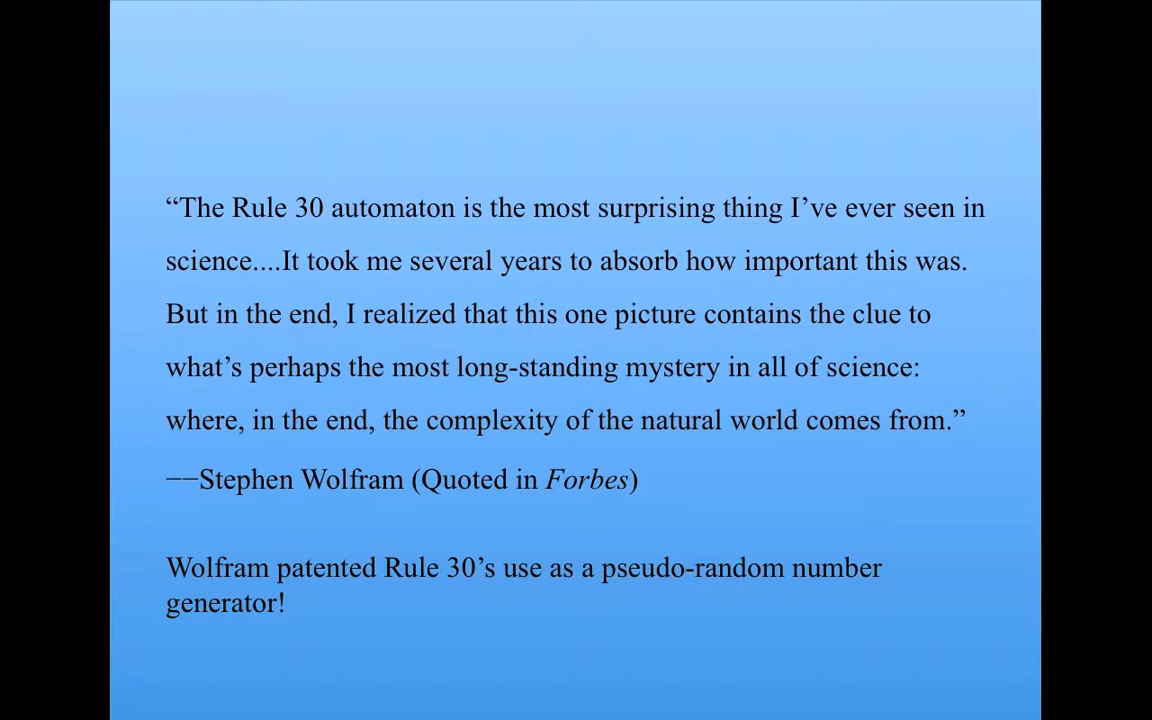 “The Rule 30 automaton is the most surprising thing I’ve ever seen in
science....It took me several years to absorb how important this was.
But in the end, I realized that this one picture contains the clue to
what’s perhaps the most long-standing mystery in all of science:
where, in the end, the complexity of the natural world comes from.”
−−Stephen Wolfram (Quoted in Forbes)
Wolfram patented Rule 30’s use as a pseudo-random number
generator!